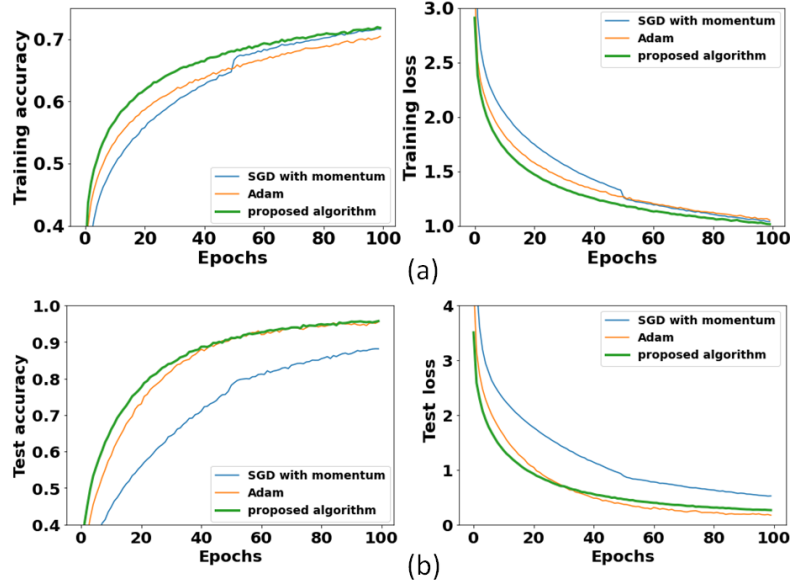 Training accuracy
0.7
0.6
0.5
0.4
0
20
40
60
80
100
Epochs
SGD with momentum
Adam
proposed algorithm
Training loss
3.0
2.5
2.0
1.5
1.0
0
20
40
60
80
100
Epochs
SGD with momentum
Adam
proposed algorithm
(a)
Test accuracy
1.0
0.9
0.8
0.7
0.6
0.5
0.4
0
20
40
60
80
100
Epochs
SGD with momentum
Adam
proposed algorithm
Test loss
4
3
2
1
0
0
20
40
60
80
100
Epochs
SGD with momentum
Adam
proposed algorithm
(b)